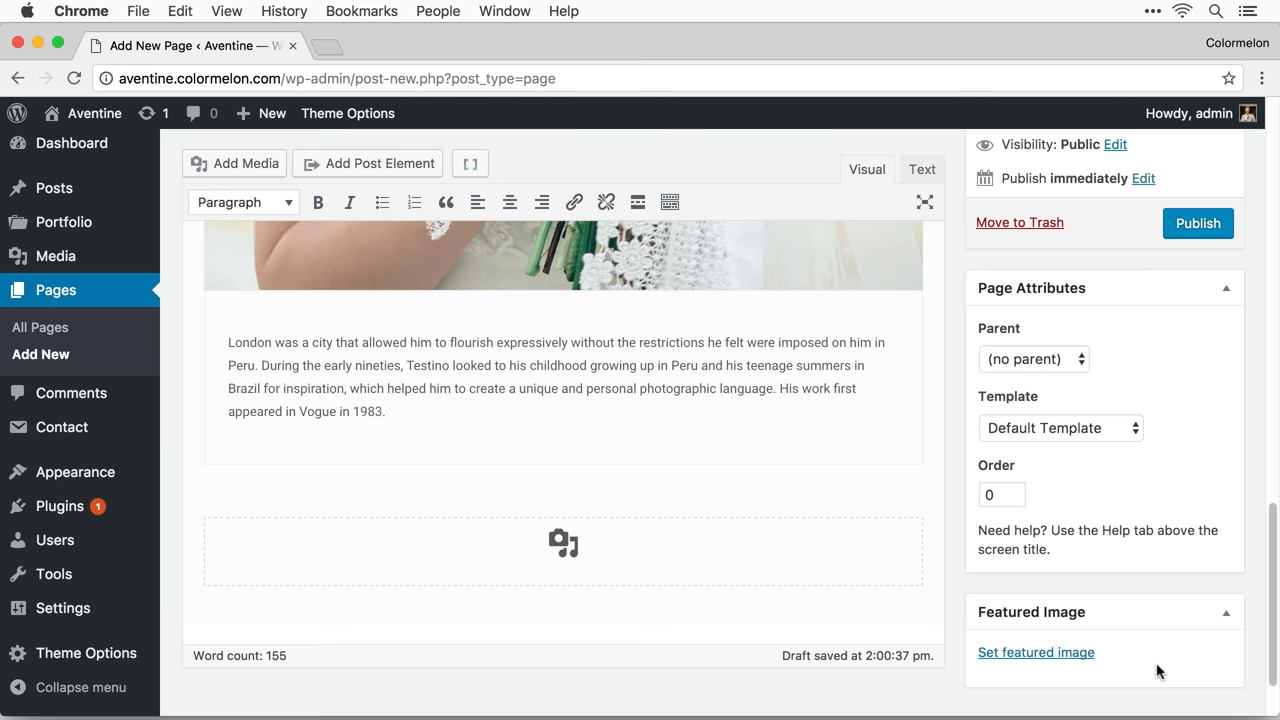 Chrome File Edit View History Bookmarks People Window Help
Add New Page ‹ Aventine — W
Colormelon
aventine.colormelon.com/wp-admin/post-new.php?post_type=page
Aventine 1 0 New Theme Options Howdy, admin
Dashboard
Posts
Portfolio
Media
Pages
All Pages
Add New
Comments
Contact
Appearance
Plugins 1
Users
Tools
Settings
Theme Options
Collapse menu
Add Media Add Post Element [ ]
Visual Text
Paragraph B I
London was a city that allowed him to flourish expressively without the restrictions he felt were imposed on him in
Peru. During the early nineties, Testino looked to his childhood growing up in Peru and his teenage summers in
Brazil for inspiration, which helped him to create a unique and personal photographic language. His work first
appeared in Vogue in 1983.
Word count: 155 Draft saved at 2:00:37 pm.
Visibility: Public Edit
Publish immediately Edit
Move to Trash Publish
Page Attributes
Parent
(no parent)
Template
Default Template
Order
0
Need help? Use the Help tab above the
screen title.
Featured Image
Set featured image